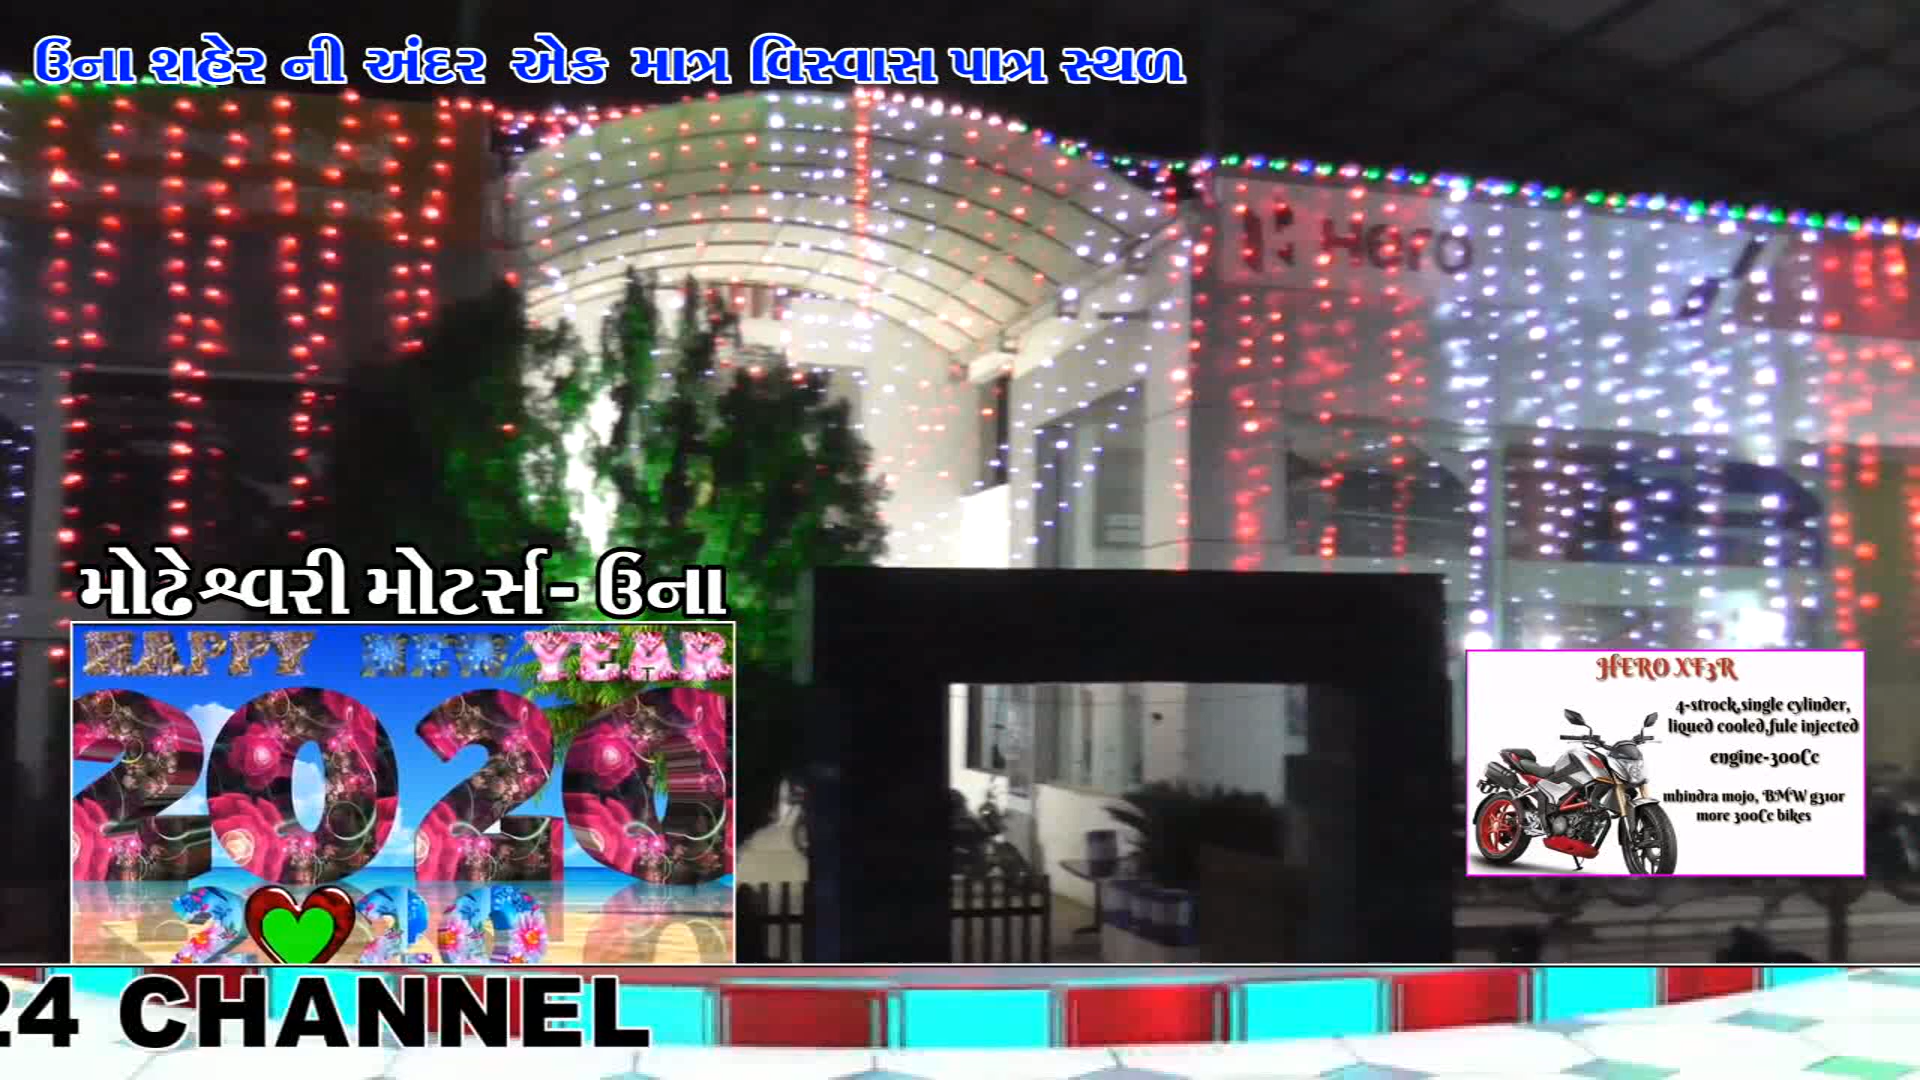 ઉના શહેર ની અંદર એક માત્ર વિસ્વાસ પાત્ર સ્થળ
Hero
મોઢેશ્વરી મોટર્સ- ઉના
HAPPY NEW YEAR
2020
2020
HERO XF3R
4-strock,single cylinder,
liqued cooled,fule injected
engine-300Cc
mhindra mojo, BMW g310r
more 300Cc bikes
24 CHANNEL